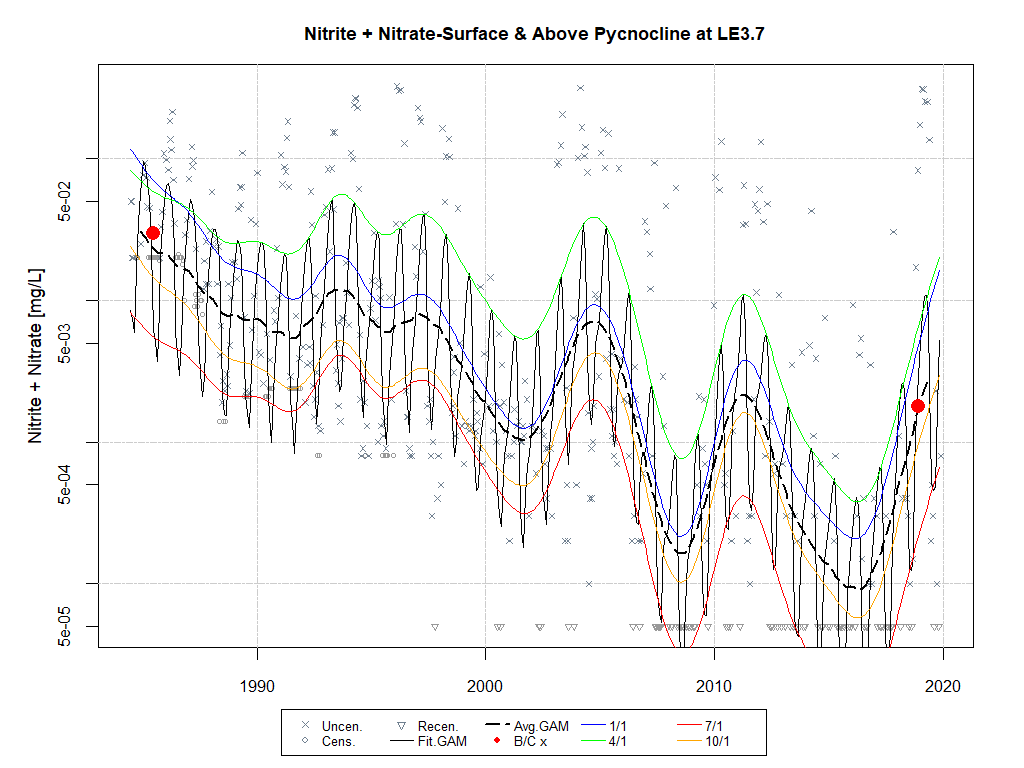 Nitrite + Nitrate-Surface & Above Pycnocline at LE3.7
Nitrite + Nitrate [mg/L]
5e-02
5e-03
5e-04
5e-05
1990 2000 2010 2020
Uncen. Recen. Avg.GAM 1/1 7/1
Cens. Fit.GAM B/C x 4/1 10/1